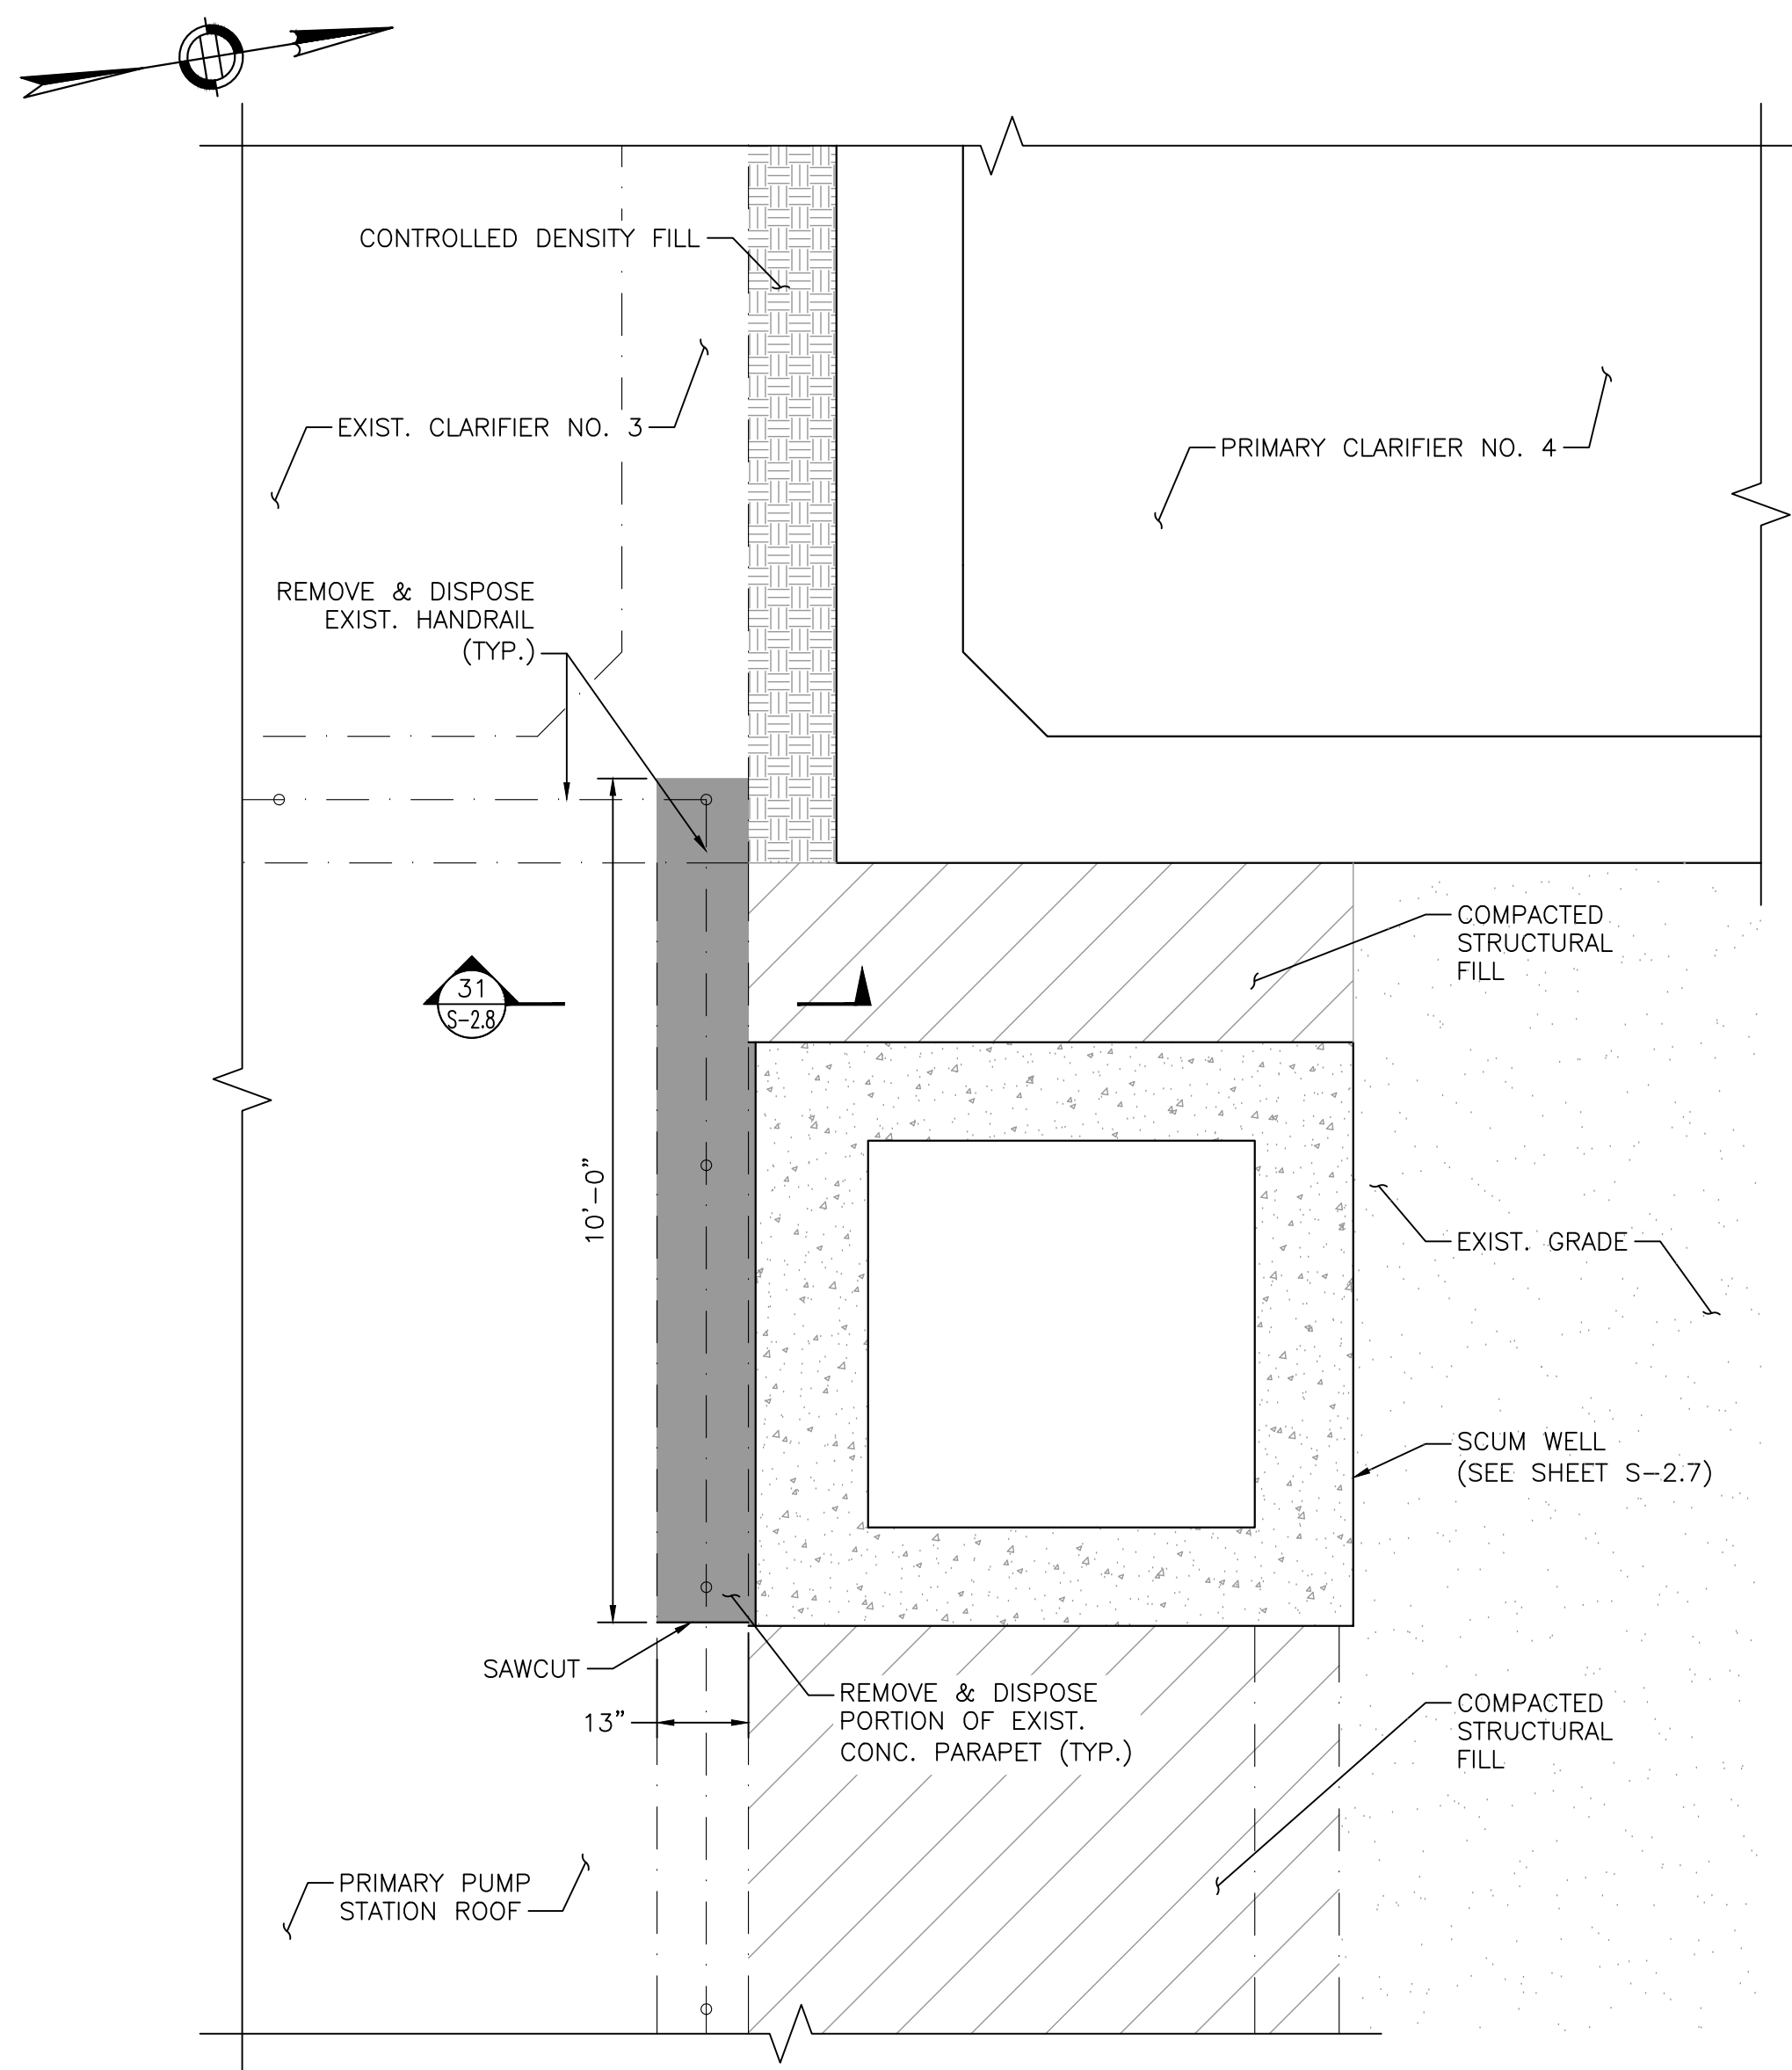 CONTROLLED DENSITY FILL
EXIST. CLARIFIER NO. 3
PRIMARY CLARIFIER NO. 4
REMOVE & DISPOSE
EXIST. HANDRAIL
(TYP.)
COMPACTED
STRUCTURAL
FILL
31
S-2.8
10'-0"
EXIST. GRADE
SCUM WELL
(SEE SHEET S-2.7)
SAWCUT
13"
REMOVE & DISPOSE
PORTION OF EXIST.
CONC. PARAPET (TYP.)
COMPACTED
STRUCTURAL
FILL
PRIMARY PUMP
STATION ROOF